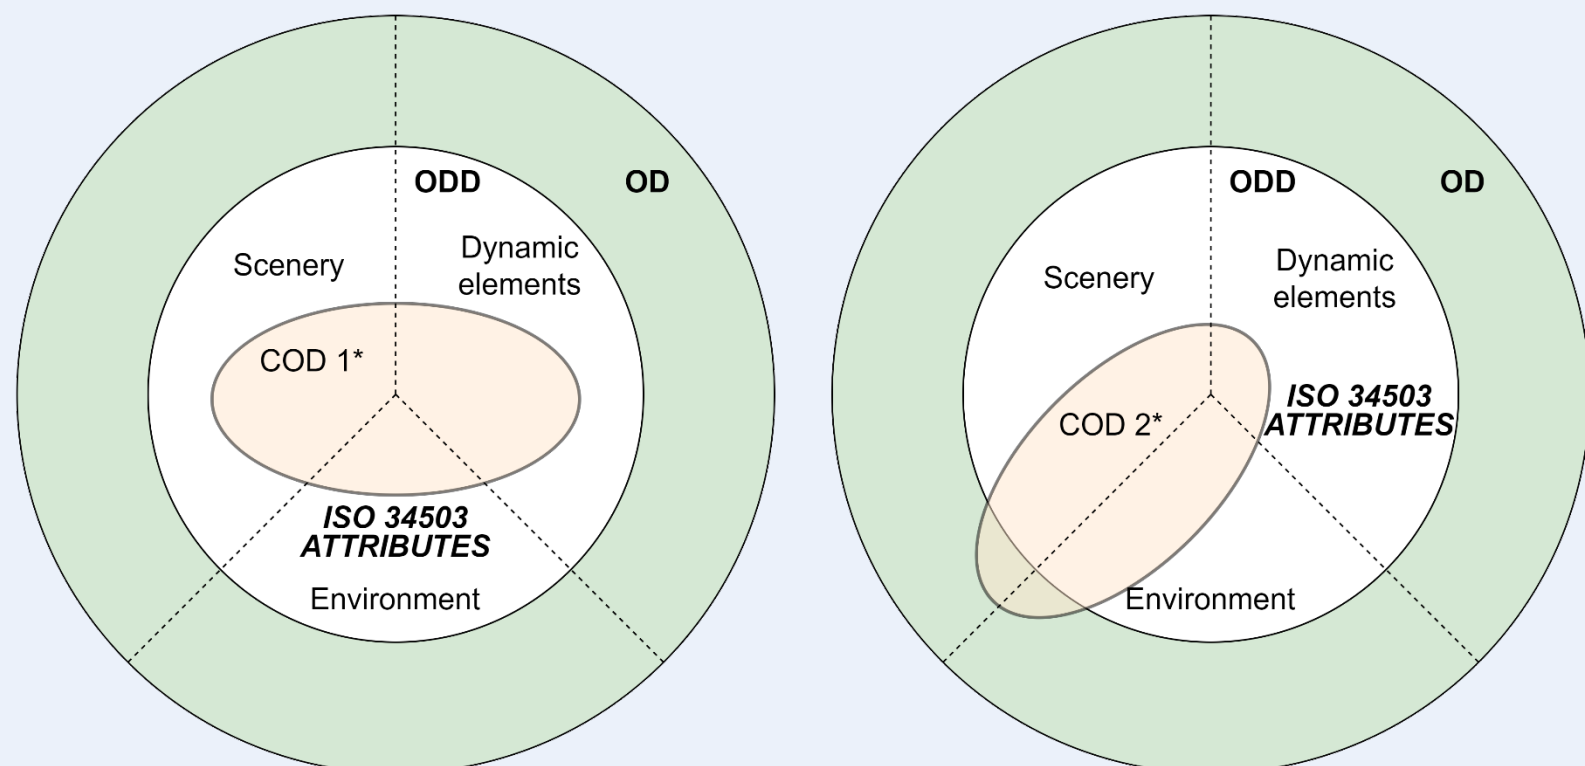 ODD
OD
Scenery
Dynamic
elements
COD 1*
ISO 34503
ATTRIBUTES
Environment
ODD
OD
Scenery
Dynamic
elements
ISO 34503
ATTRIBUTES
COD 2*
Environment